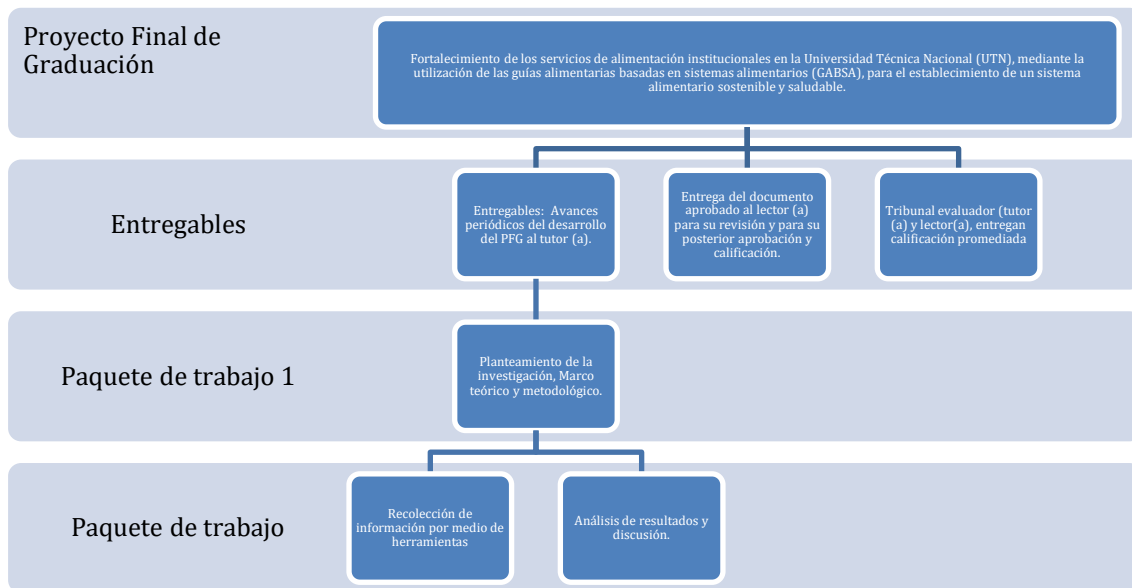 Proyecto Final de
Graduación
Fortalecimiento de los servicios de alimentación institucionales en la Universidad Técnica Nacional (UTN), mediante la
utilización de las guías alimentarias basadas en sistemas alimentarios (GABSA), para el establecimiento de un sistema
alimentario sostenible y saludable.
Entregables
Entregables: Avances
periódicos del desarrollo
del PFG al tutor (a).
Entrega del documento
aprobado al lector (a)
para su revisión y para su
posterior aprobación y
calificación.
Tribunal evaluador (tutor
(a) y lector(a), entregan
calificación promediada
Paquete de trabajo 1
Planteamiento de la
investigación, Marco
teórico y metodológico.
Paquete de trabajo
Recolección de
información por medio de
herramientas
Análisis de resultados y
discusión.